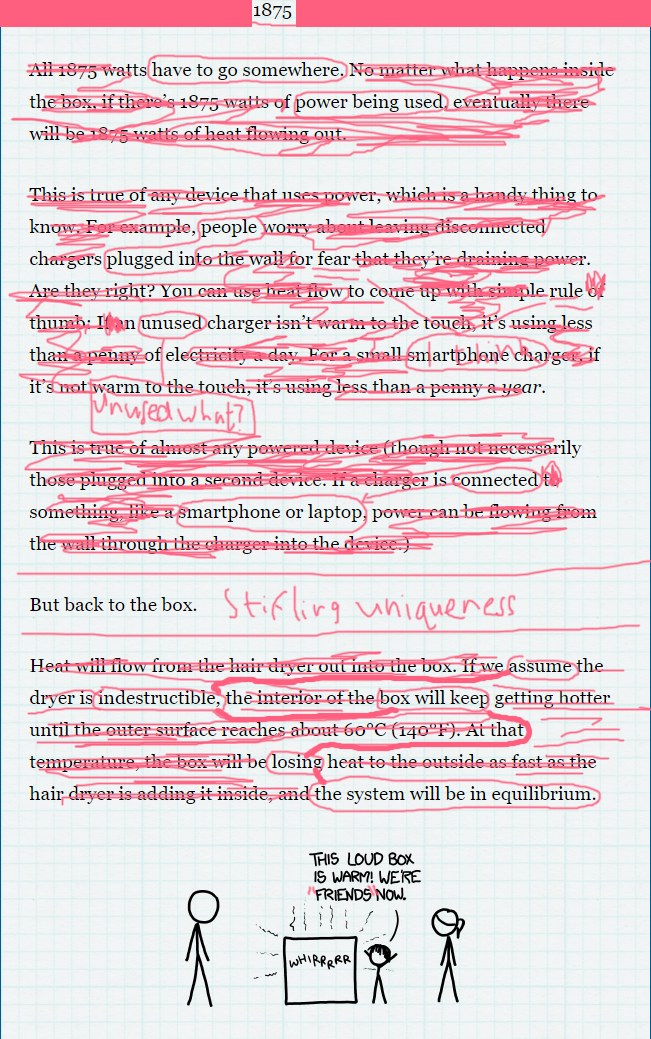 1875
All 1875 watts have to go somewhere. No matter what happens inside
the box, if there's 1875 watts of power being used, eventually there
will be 1875 watts of heat flowing out.
This is true of any device that uses power, which is a handy thing to
know. For example, people worry about leaving disconnected
chargers plugged into the wall for fear that they're draining power.
Are they right? You can use heat flow to come up with simple rule of
thumb: If an unused charger isn't warm to the touch, it's using less
than a penny of electricity a day. For a small smartphone charger, if
it's not warm to the touch, it's using less than a penny a year.
I think
Unused what?
This is true of almost any powered device (though not necessarily
those plugged into a second device. If a charger is connected to
something, like a smartphone or laptop, power can be flowing from
the wall through the charger into the device.)
But back to the box. Stifling uniqueness
Heat will flow from the hair dryer out into the box. If we assume the
dryer is indestructible, the interior of the box will keep getting hotter
until the outer surface reaches about 60°C (140°F). At that
temperature, the box will be losing heat to the outside as fast as the
hair dryer is adding it inside, and the system will be in equilibrium.
THIS LOUD BOX
IS WARM! WE'RE
"FRIENDS" NOW.
WHIRRRRR